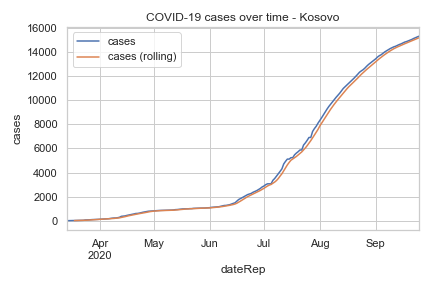 COVID-19 cases over time - Kosovo
cases
cases (rolling)
16000
14000
12000
10000
8000
6000
4000
2000
0
cases
Apr May Jun Jul Aug Sep
2020
dateRep